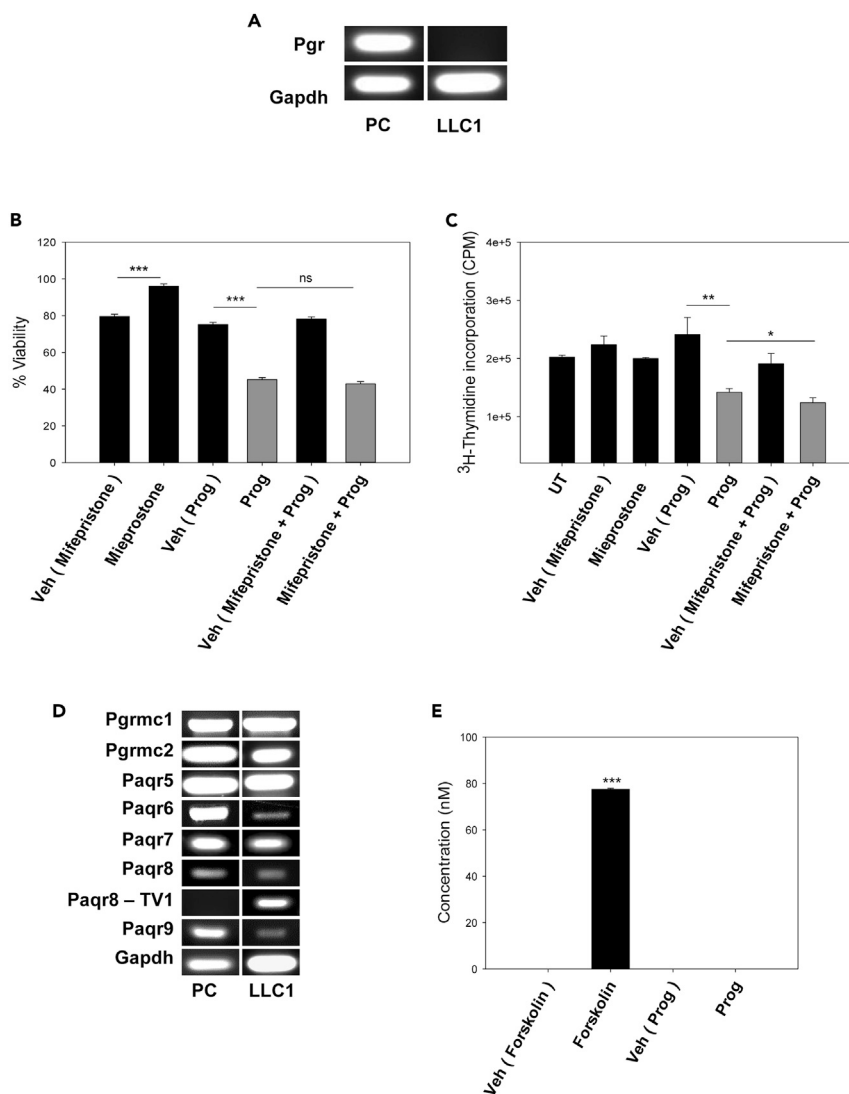 A
Pgr
Gapdh
PC LLC1
B
120
100
80
60
40
20
0
% Viability
***
***
ns
Veh ( Mifepristone )
Mieprostone
Veh ( Prog )
Prog
Veh ( Mifepristone + Prog )
Mifepristone + Prog
C
4e+5
3e+5
2e+5
1e+5
3H-Thymidine incorporation (CPM)
**
*
UT
Veh ( Mifepristone )
Mieprostone
Veh ( Prog )
Prog
Veh ( Mifepristone + Prog )
Mifepristone + Prog
D
Pgrmc1
Pgrmc2
Paqr5
Paqr6
Paqr7
Paqr8
Paqr8 – TV1
Paqr9
Gapdh
PC LLC1
E
100
80
60
40
20
0
Concentration (nM)
***
Veh ( Forskolin )
Forskolin
Veh ( Prog )
Prog